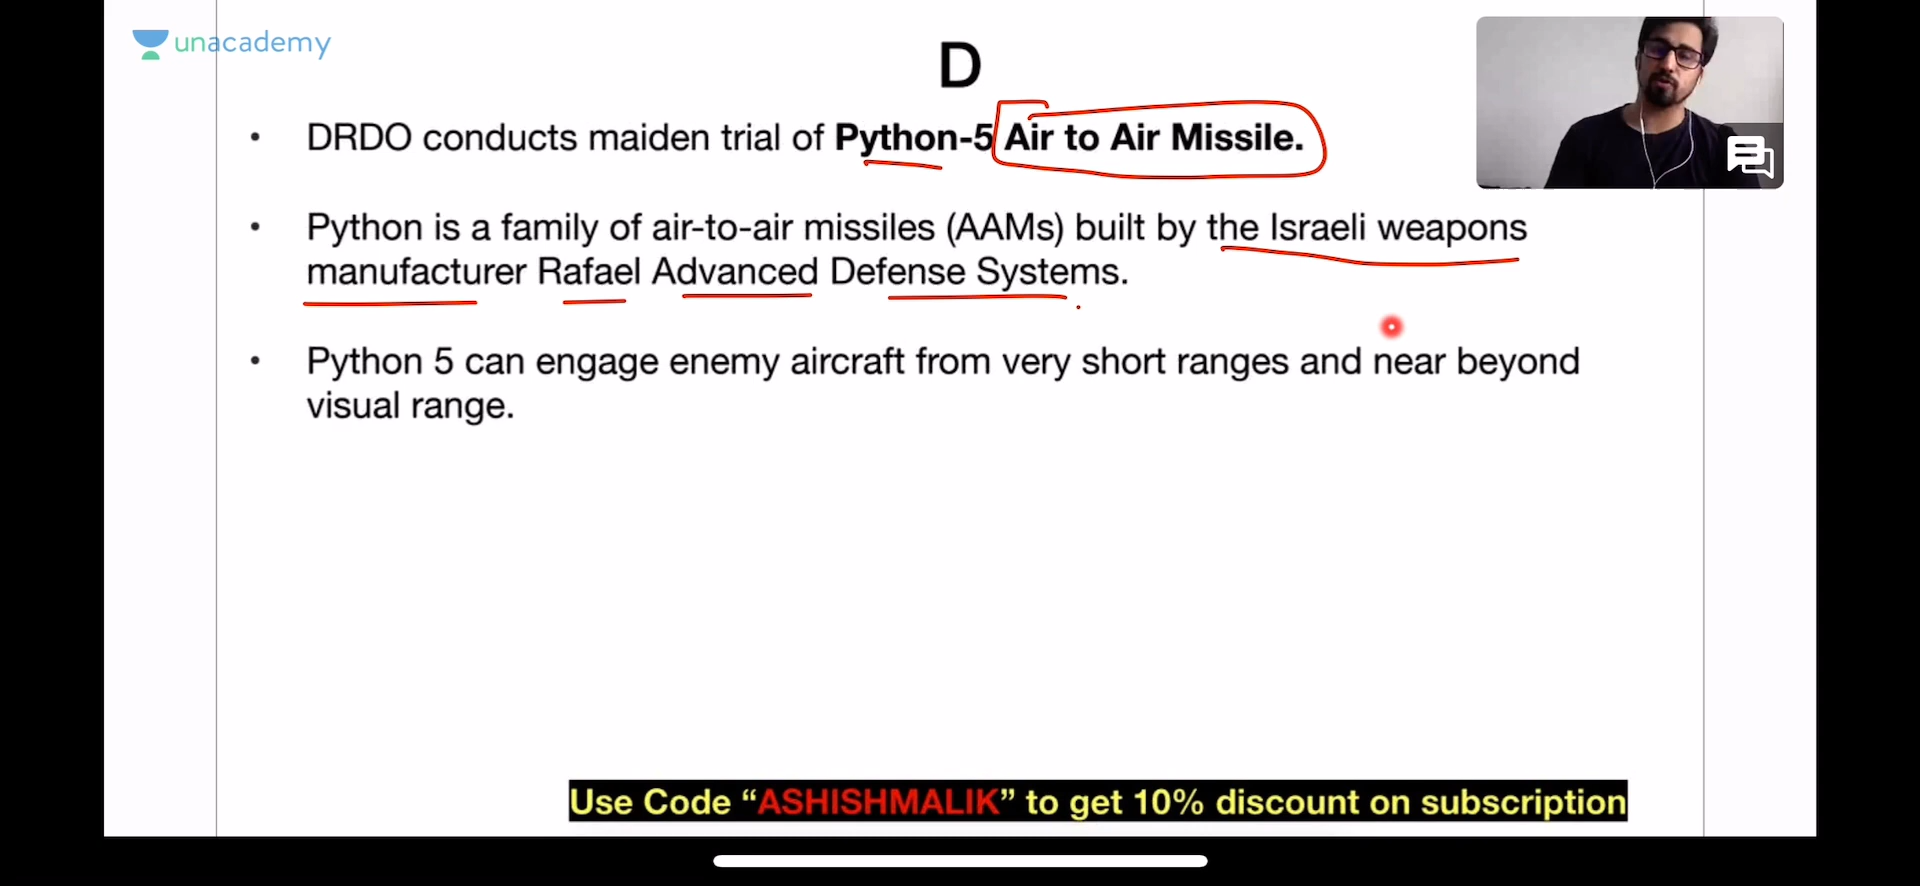 unacademy
D
• DRDO conducts maiden trial of Python-5 Air to Air Missile.
• Python is a family of air-to-air missiles (AAMs) built by the Israeli weapons
manufacturer Rafael Advanced Defense Systems.
• Python 5 can engage enemy aircraft from very short ranges and near beyond
visual range.
Use Code “ASHISHMALIK” to get 10% discount on subscription